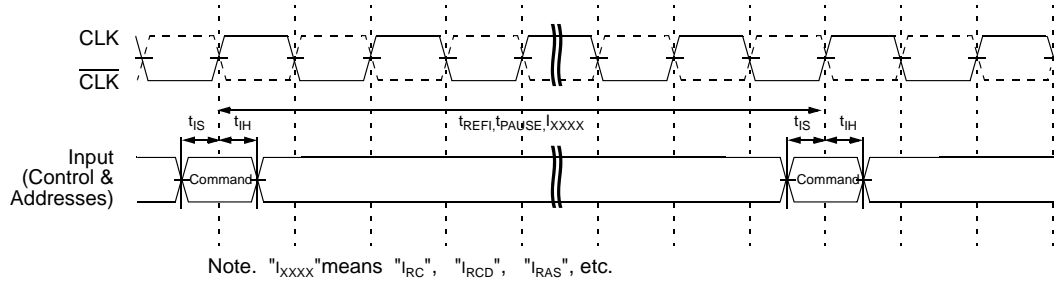 CLK
CLK
tREFI,tPAUSE,IXXXX
tIS tIH tIS tIH
Input
(Control &
Addresses)
Command Command
Note. "IXXXX"means "IRC", "IRCD", "IRAS", etc.